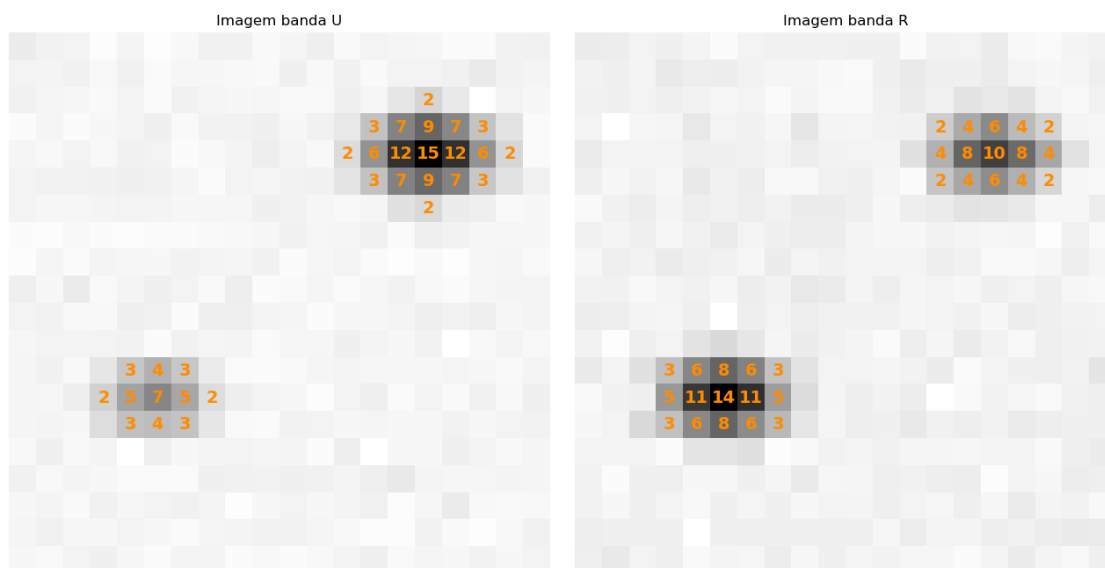 Imagem banda U
2
3 7 9 7 3
2 6 12 15 12 6 2
3 7 9 7 3
2
3 4 3
2 5 7 5 2
3 4 3
Imagem banda R
2 4 6 4 2
4 8 10 8 4
2 4 6 4 2
3 6 8 6 3
5 11 14 11 5
3 6 8 6 3